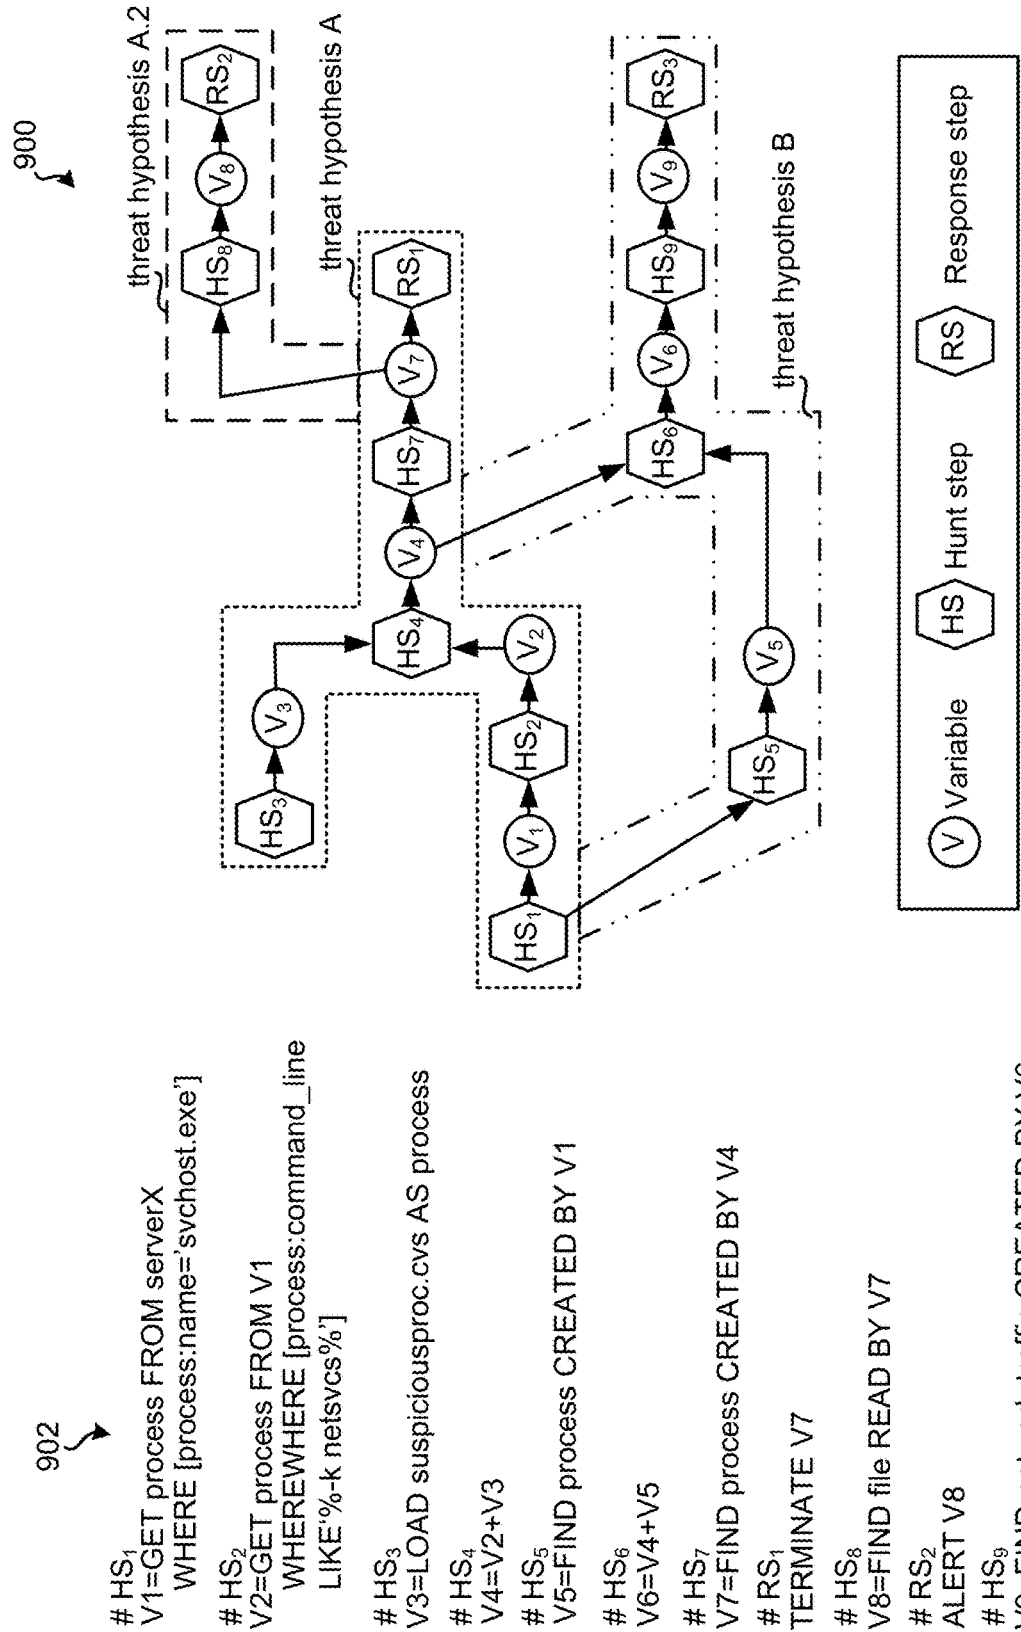 902
# HS1
V1=GET process FROM serverX
WHERE [process:name='svchost.exe']
# HS2
V2=GET process FROM V1
WHEREWHERE [process:command_line
LIKE'%-k netsvcs%']
# HS3
V3=LOAD suspiciousproc.cvs AS process
# HS4
V4=V2+V3
# HS5
V5=FIND process CREATED BY V1
# HS6
V6=V4+V5
# HS7
V7=FIND process CREATED BY V4
# RS1
TERMINATE V7
# HS8
V8=FIND file READ BY V7
# RS2
ALERT V8
# HS9
900
threat hypothesis A.2
HS8
V8
RS2
threat hypothesis A
HS3
V3
HS4
V4
HS7
V7
RS1
HS1
V1
HS2
V2
threat hypothesis B
HS5
V5
HS6
V6
HS9
V9
RS3
V Variable
HS Hunt step
RS Response step